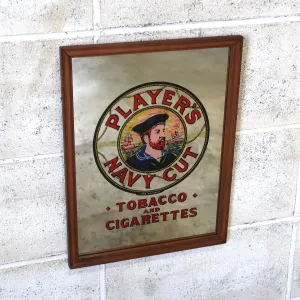 PLAYER'S
NAVY CUT
TOBACCO
AND
CIGARETTES